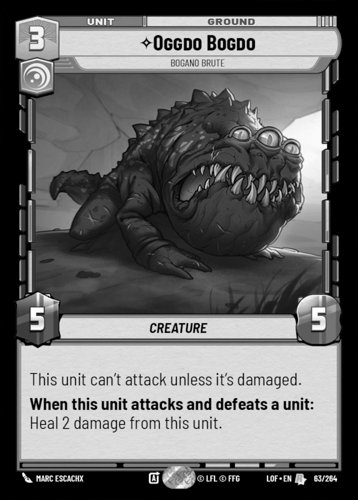 UNIT GROUND
3
✧OGGDO BOGDO
BOGANO BRUTE
5
CREATURE
5
This unit can't attack unless it's damaged.
When this unit attacks and defeats a unit:
Heal 2 damage from this unit.
MARC ESCACHX
A
© LFL © FFG
LOF • EN
63/264